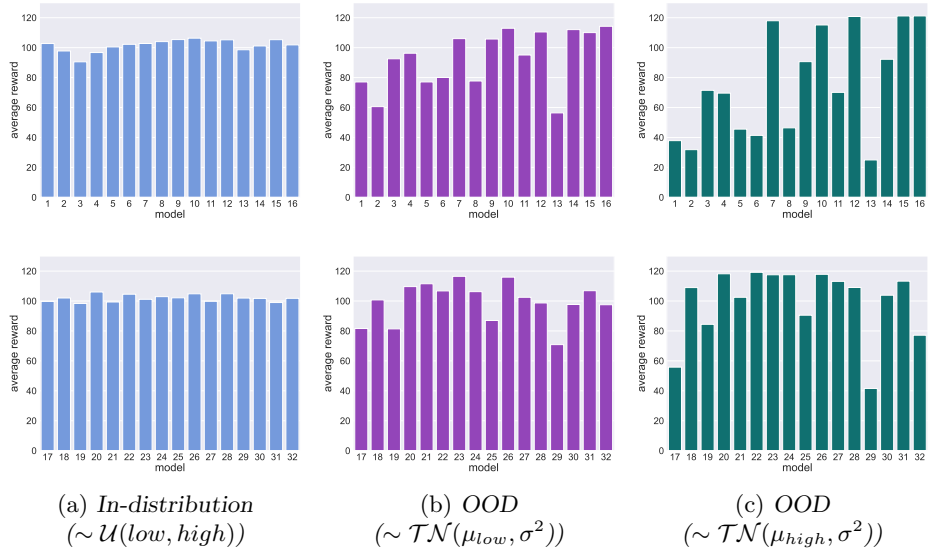 120
100
80
60
40
20
0
average reward
1 2 3 4 5 6 7 8 9 10 11 12 13 14 15 16
model
120
100
80
60
40
20
0
average reward
1 2 3 4 5 6 7 8 9 10 11 12 13 14 15 16
model
120
100
80
60
40
20
0
average reward
1 2 3 4 5 6 7 8 9 10 11 12 13 14 15 16
model
120
100
80
60
40
20
0
average reward
17 18 19 20 21 22 23 24 25 26 27 28 29 30 31 32
model
120
100
80
60
40
20
0
average reward
17 18 19 20 21 22 23 24 25 26 27 28 29 30 31 32
model
120
100
80
60
40
20
0
average reward
17 18 19 20 21 22 23 24 25 26 27 28 29 30 31 32
model
(a) In-distribution
(∼ 𝒰(low, high))
(b) OOD
(∼ 𝒯𝒩(μ_low, σ²))
(c) OOD
(∼ 𝒯𝒩(μ_high, σ²))